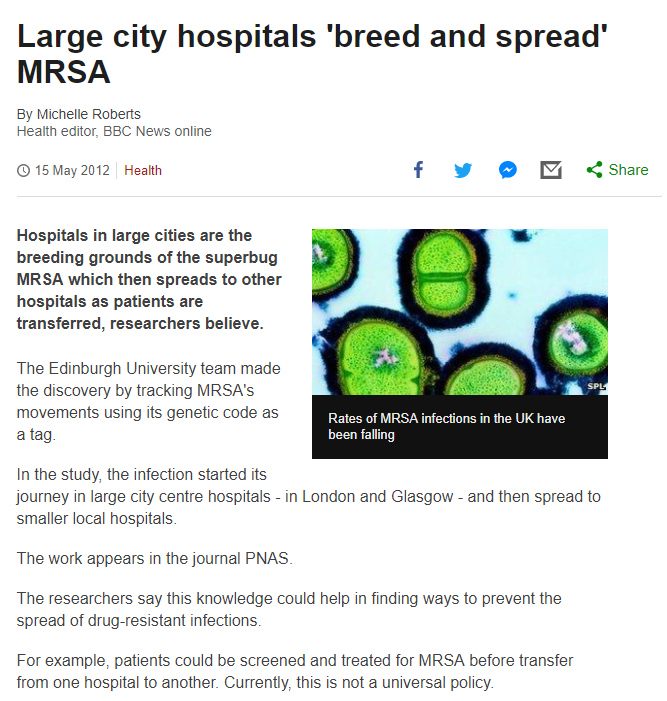 Large city hospitals 'breed and spread'
MRSA
By Michelle Roberts
Health editor, BBC News online
15 May 2012 Health
Share
Hospitals in large cities are the
breeding grounds of the superbug
MRSA which then spreads to other
hospitals as patients are
transferred, researchers believe.
SPL
Rates of MRSA infections in the UK have
been falling
The Edinburgh University team made
the discovery by tracking MRSA's
movements using its genetic code as
a tag.
In the study, the infection started its
journey in large city centre hospitals - in London and Glasgow - and then spread to
smaller local hospitals.
The work appears in the journal PNAS.
The researchers say this knowledge could help in finding ways to prevent the
spread of drug-resistant infections.
For example, patients could be screened and treated for MRSA before transfer
from one hospital to another. Currently, this is not a universal policy.